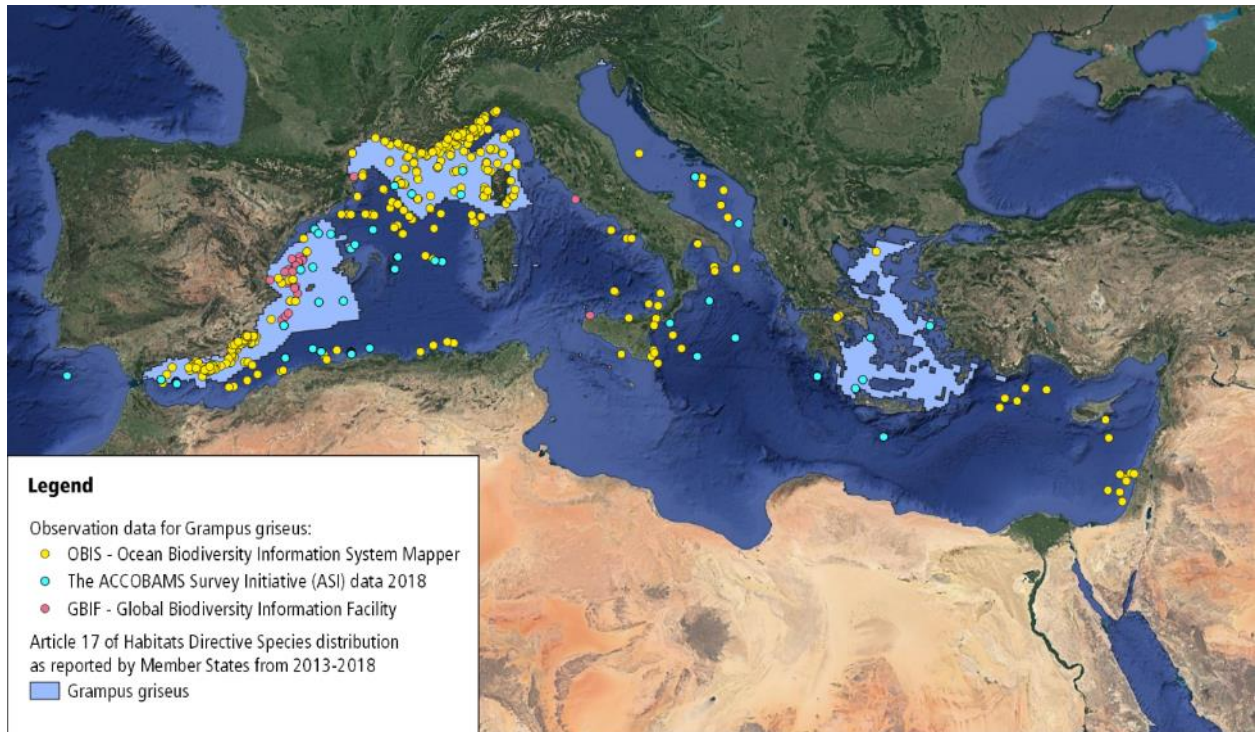 Legend
Observation data for Grampus griseus:
OBIS - Ocean Biodiversity Information System Mapper
The ACCOBAMS Survey Initiative (ASI) data 2018
GBIF - Global Biodiversity Information Facility
Article 17 of Habitats Directive Species distribution
as reported by Member States from 2013-2018
Grampus griseus